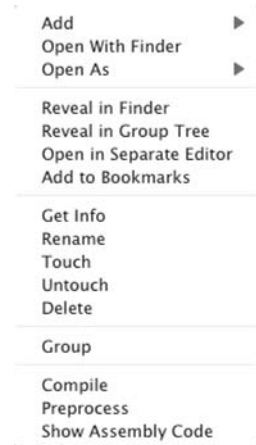 Add
Open With Finder
Open As
Reveal in Finder
Reveal in Group Tree
Open in Separate Editor
Add to Bookmarks
Get Info
Rename
Touch
Untouch
Delete
Group
Compile
Preprocess
Show Assembly Code